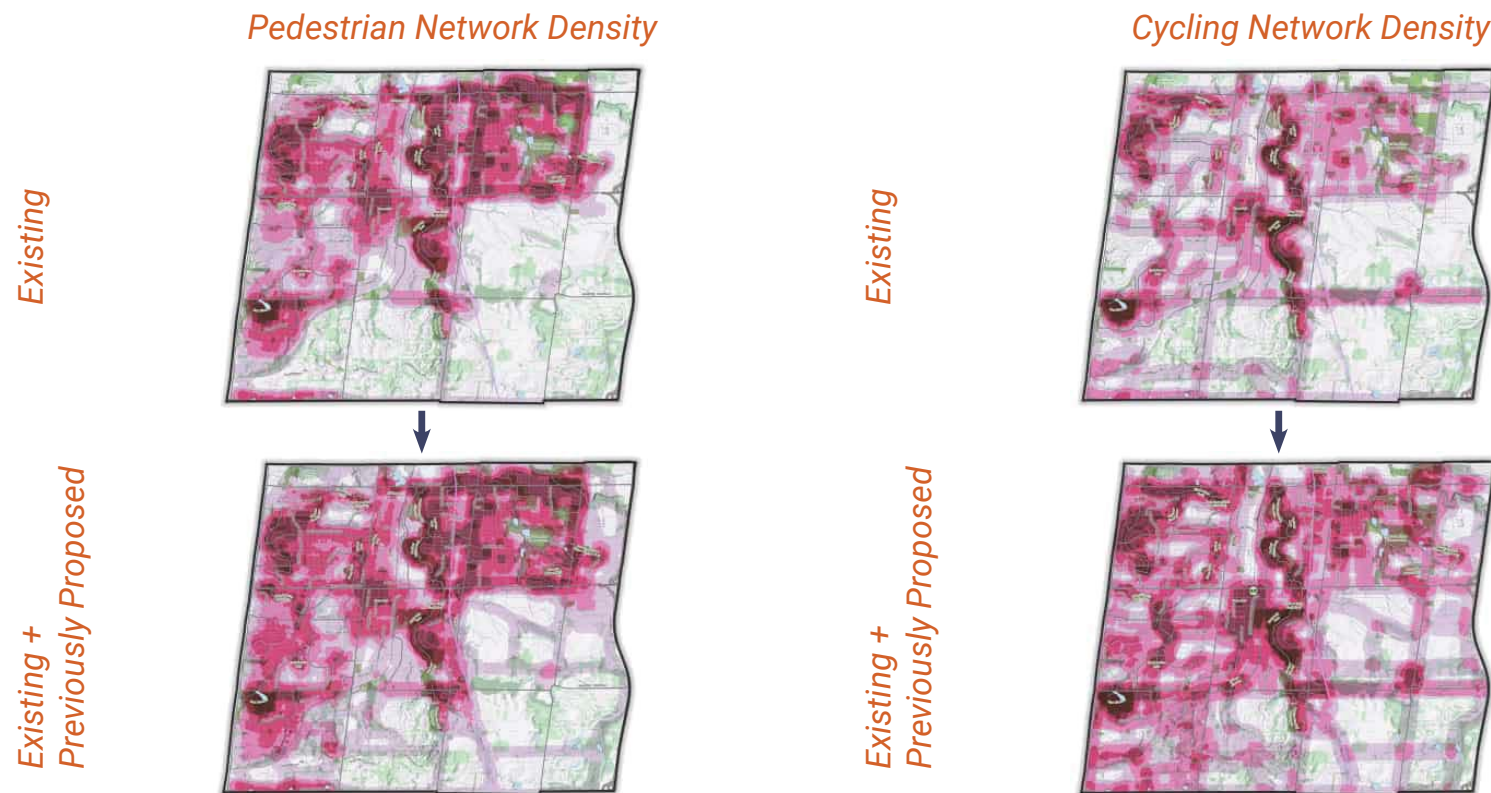 Pedestrian Network Density
Cycling Network Density
Existing
Existing
Existing +
Previously Proposed
Existing +
Previously Proposed